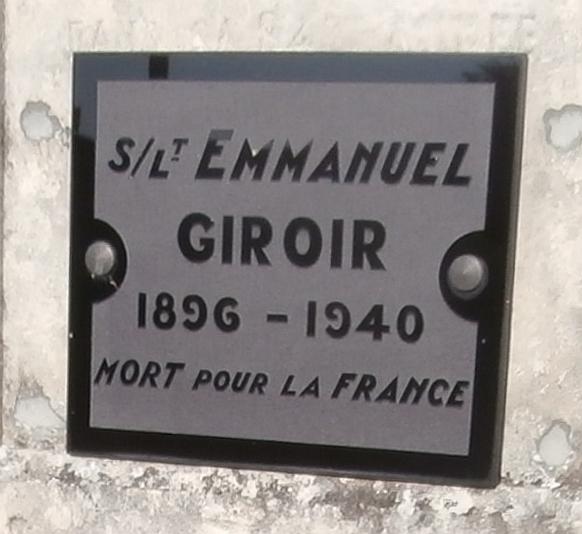 S/LT EMMANUEL
GIROIR
1896 - 1940
MORT POUR LA FRANCE